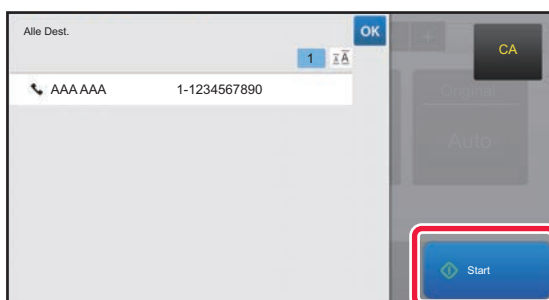 Alle Dest.
OK
CA
1
AAA AAA 1-1234567890
Original
Auto
Start